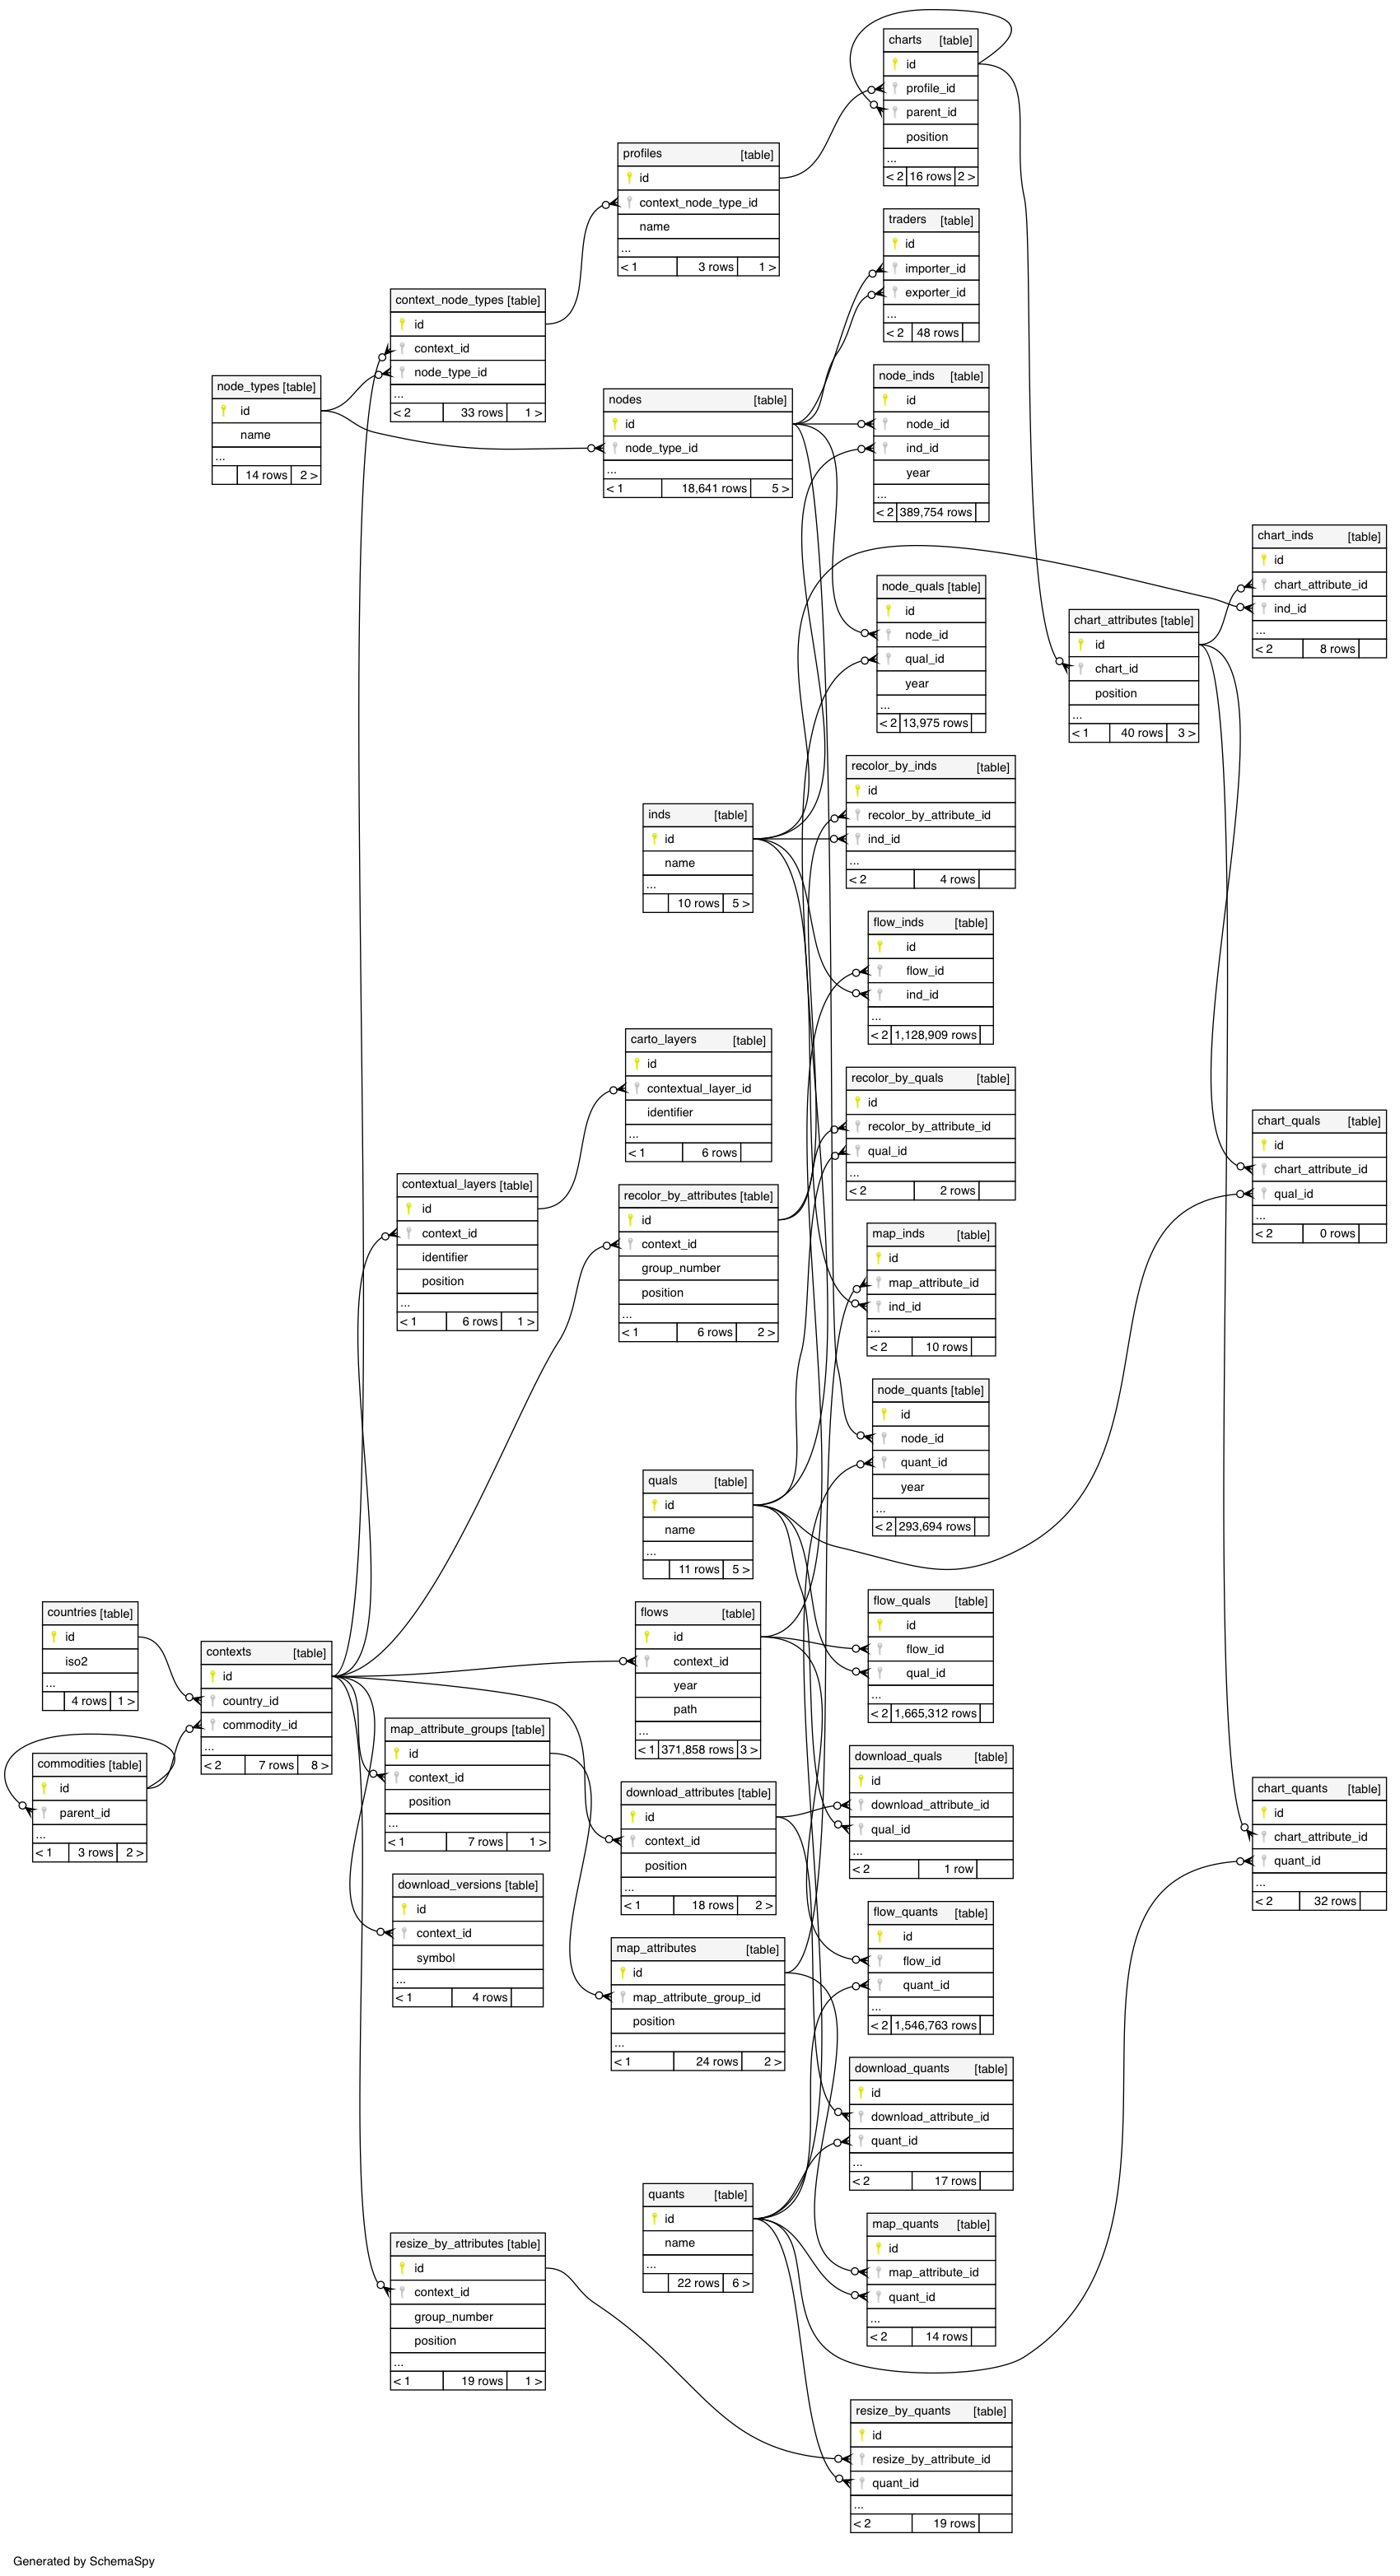 charts [table]
id
profile_id
parent_id
position
...
< 2 16 rows 2 >
profiles [table]
id
context_node_type_id
name
...
< 1 3 rows 1 >
traders [table]
id
importer_id
exporter_id
...
< 2 48 rows
context_node_types [table]
id
context_id
node_type_id
...
< 2 33 rows 1 >
node_types [table]
id
name
...
14 rows 2 >
nodes [table]
id
node_type_id
...
< 1 18,641 rows 5 >
node_inds [table]
id
node_id
ind_id
year
...
< 2 389,754 rows
chart_inds [table]
id
chart_attribute_id
ind_id
...
< 2 8 rows
node_quals [table]
id
node_id
qual_id
year
...
< 2 13,975 rows
chart_attributes [table]
id
chart_id
position
...
< 1 40 rows 3 >
recolor_by_inds [table]
id
recolor_by_attribute_id
ind_id
...
< 2 4 rows
inds [table]
id
name
...
10 rows 5 >
flow_inds [table]
id
flow_id
ind_id
...
< 2 1,128,909 rows
carto_layers [table]
id
contextual_layer_id
identifier
...
< 1 6 rows
recolor_by_quals [table]
id
recolor_by_attribute_id
qual_id
...
< 2 2 rows
chart_quals [table]
id
chart_attribute_id
qual_id
...
< 2 0 rows
contextual_layers [table]
id
context_id
identifier
position
...
< 1 6 rows 1 >
recolor_by_attributes [table]
id
context_id
group_number
position
...
< 1 6 rows 2 >
map_inds [table]
id
map_attribute_id
ind_id
...
< 2 10 rows
node_quants [table]
id
node_id
quant_id
year
...
< 2 293,694 rows
quals [table]
id
name
...
11 rows 5 >
countries [table]
id
iso2
...
4 rows 1 >
contexts [table]
id
country_id
commodity_id
...
< 2 7 rows 8 >
commodities [table]
id
parent_id
...
< 1 3 rows 2 >
flows [table]
id
context_id
year
path
...
< 1 371,858 rows 3 >
flow_quals [table]
id
flow_id
qual_id
...
< 2 1,665,312 rows
map_attribute_groups [table]
id
context_id
position
...
< 1 7 rows 1 >
download_attributes [table]
id
context_id
position
...
< 1 18 rows 2 >
download_quals [table]
id
download_attribute_id
qual_id
...
< 2 1 row
chart_quants [table]
id
chart_attribute_id
quant_id
...
< 2 32 rows
download_versions [table]
id
context_id
symbol
...
< 1 4 rows
map_attributes [table]
id
map_attribute_group_id
position
...
< 1 24 rows 2 >
flow_quants [table]
id
flow_id
quant_id
...
< 2 1,546,763 rows
download_quants [table]
id
download_attribute_id
quant_id
...
< 2 17 rows
quants [table]
id
name
...
22 rows 6 >
map_quants [table]
id
map_attribute_id
quant_id
...
< 2 14 rows
resize_by_attributes [table]
id
context_id
group_number
position
...
< 1 19 rows 1 >
resize_by_quants [table]
id
resize_by_attribute_id
quant_id
...
< 2 19 rows
Generated by SchemaSpy